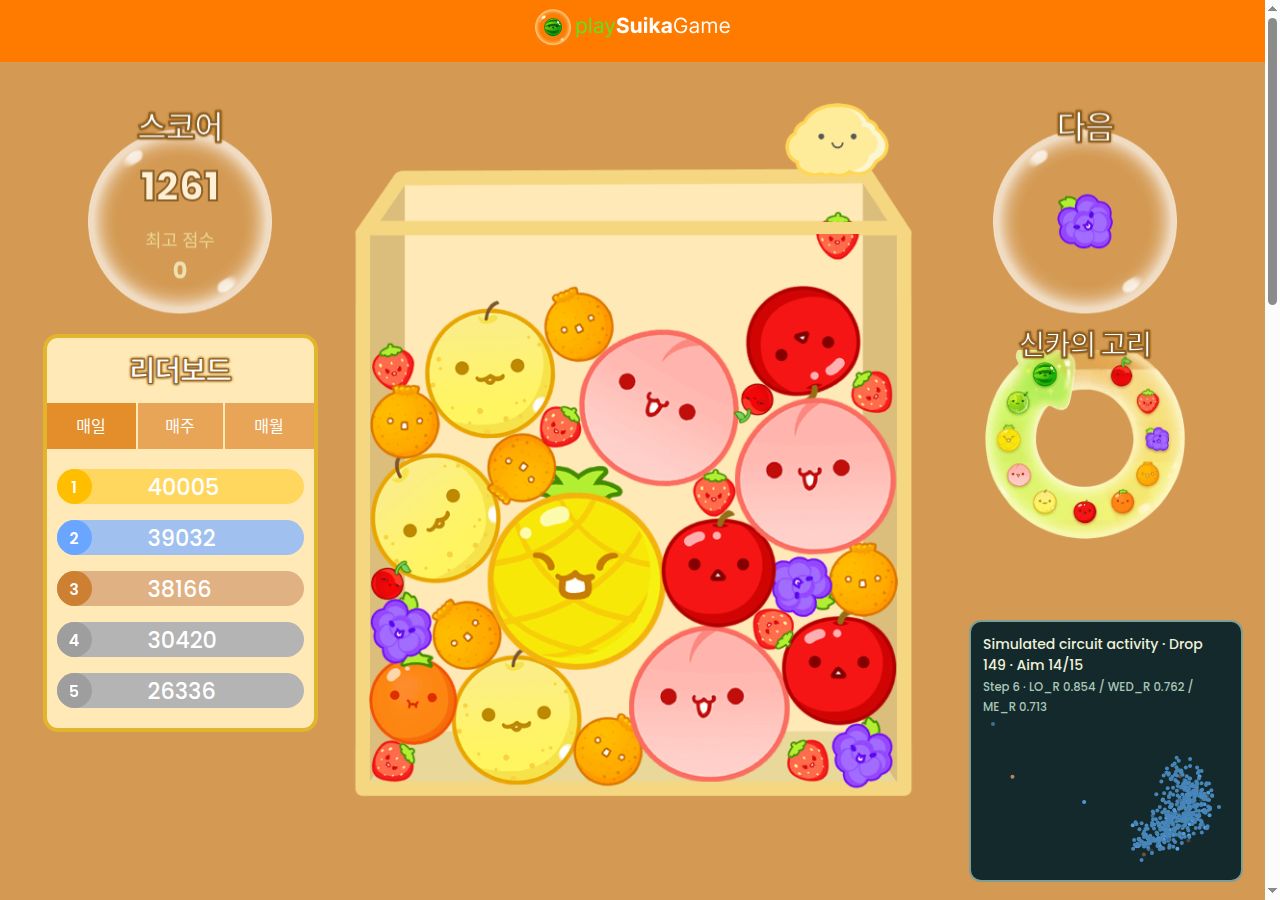 playSuikaGame
스코어
1261
최고 점수
0
리더보드
매일 매주 매월
1 40005
2 39032
3 38166
4 30420
5 26336
다음
신카의 고리
Simulated circuit activity · Drop
149 · Aim 14/15
Step 6 · LO_R 0.854 / WED_R 0.762 /
ME_R 0.713